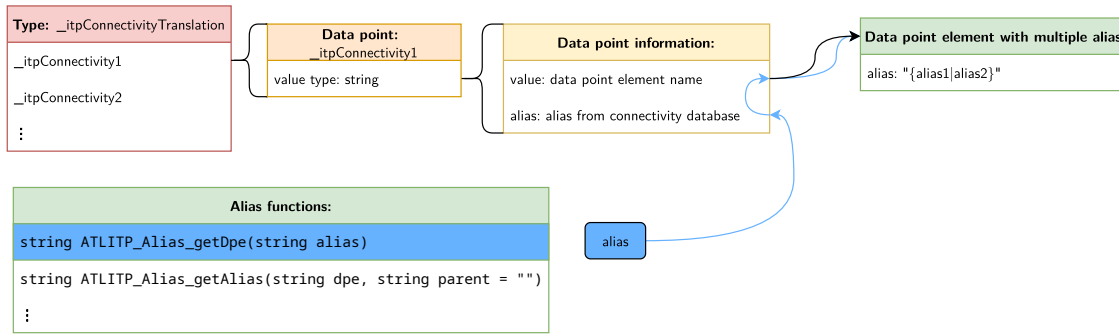 Type: _itpConnectivityTranslation
_itpConnectivity1
_itpConnectivity2
⋮
Data point:
_itpConnectivity1
value type: string
Data point information:
value: data point element name
alias: alias from connectivity database
Data point element with multiple alias
alias: "{alias1|alias2}"
Alias functions:
string ATLITP_Alias_getDpe(string alias)
string ATLITP_Alias_getAlias(string dpe, string parent = "")
⋮
alias